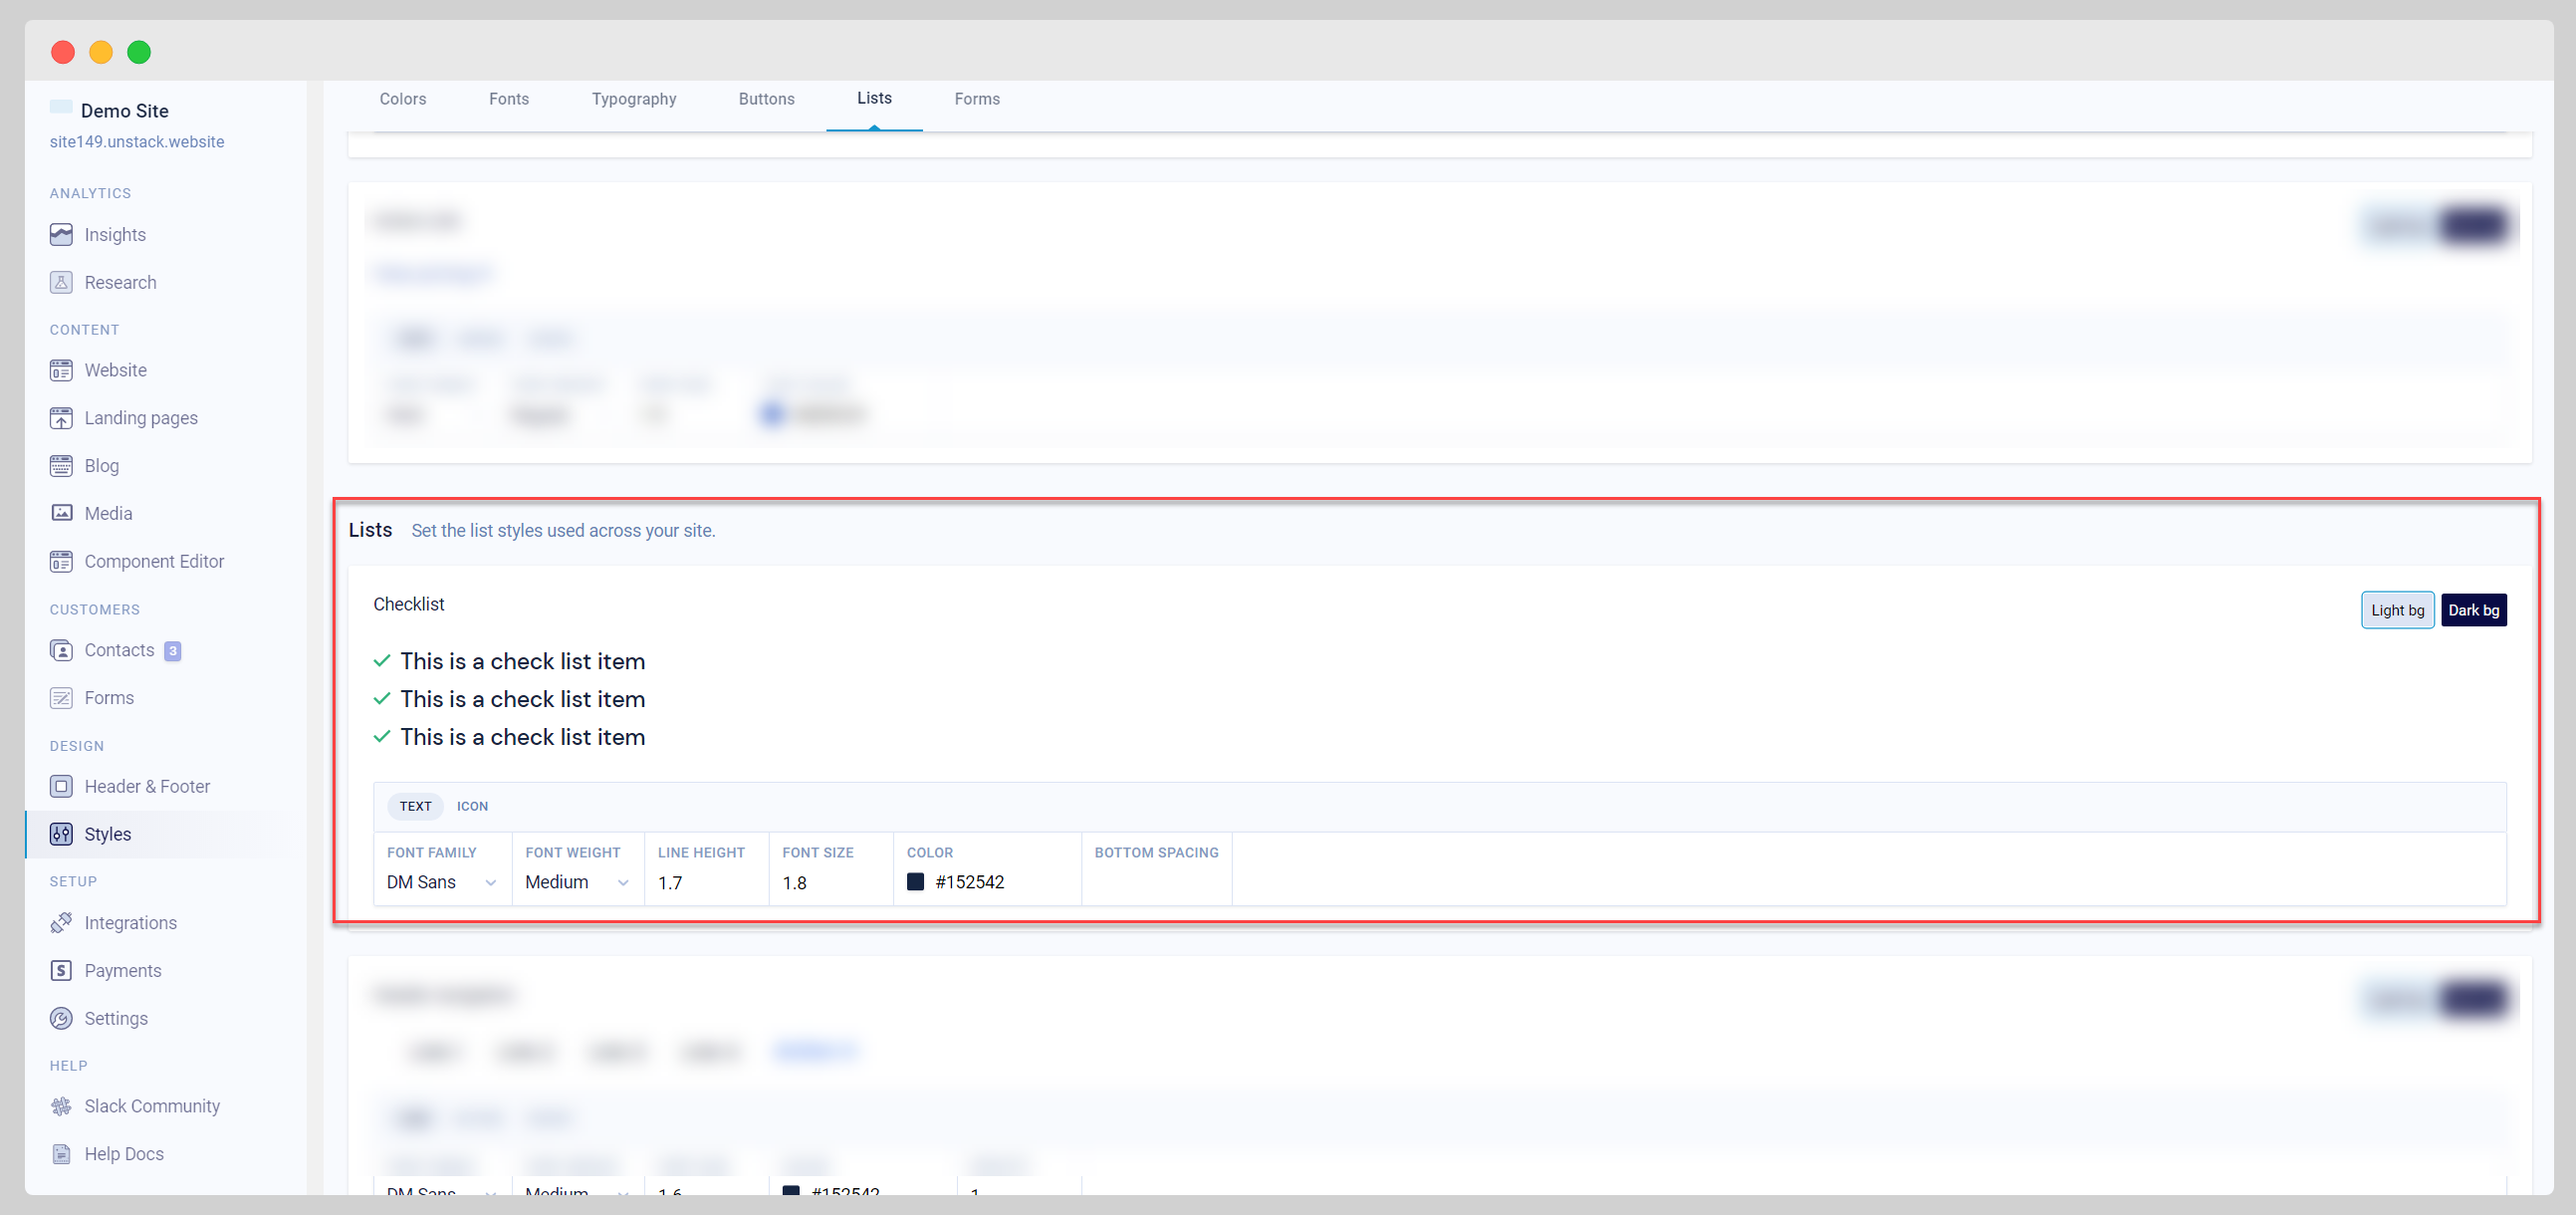 Demo Site
site149.unstack.website
ANALYTICS
Insights
Research
CONTENT
Website
Landing pages
Blog
Media
Component Editor
CUSTOMERS
Contacts 3
Forms
DESIGN
Header & Footer
Styles
SETUP
Integrations
Payments
Settings
HELP
Slack Community
Help Docs
Colors Fonts Typography Buttons Lists Forms
Lists Set the list styles used across your site.
Checklist Light bg Dark bg
This is a check list item
This is a check list item
This is a check list item
TEXT ICON
FONT FAMILY FONT WEIGHT LINE HEIGHT FONT SIZE COLOR BOTTOM SPACING
DM Sans Medium 1.7 1.8 #152542
DM Sans Medium 1.6 #152542 1